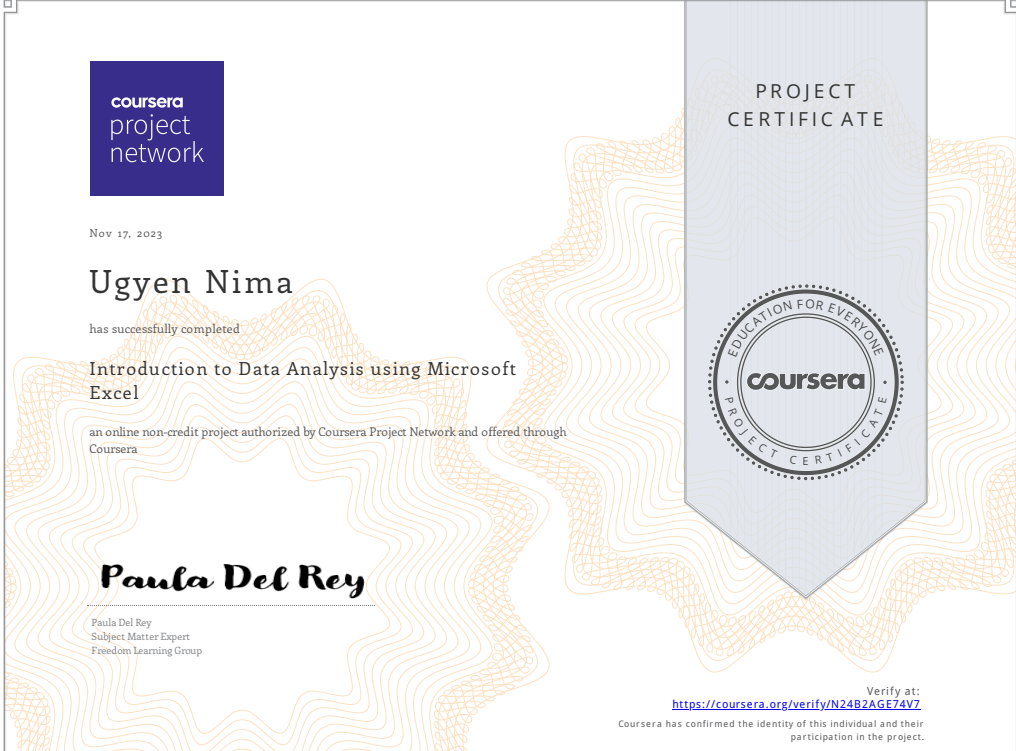 coursera
project
network
PROJECT
CERTIFICATE
Nov 17, 2023
Ugyen Nima
has successfully completed
Introduction to Data Analysis using Microsoft
Excel
an online non-credit project authorized by Coursera Project Network and offered through
Coursera
EDUCATION FOR EVERYONE
coursera
PROJECT CERTIFICATE
Paula Del Rey
Paula Del Rey
Subject Matter Expert
Freedom Learning Group
Verify at:
https://coursera.org/verify/N24B2AGE74V7
Coursera has confirmed the identity of this individual and their
participation in the project.